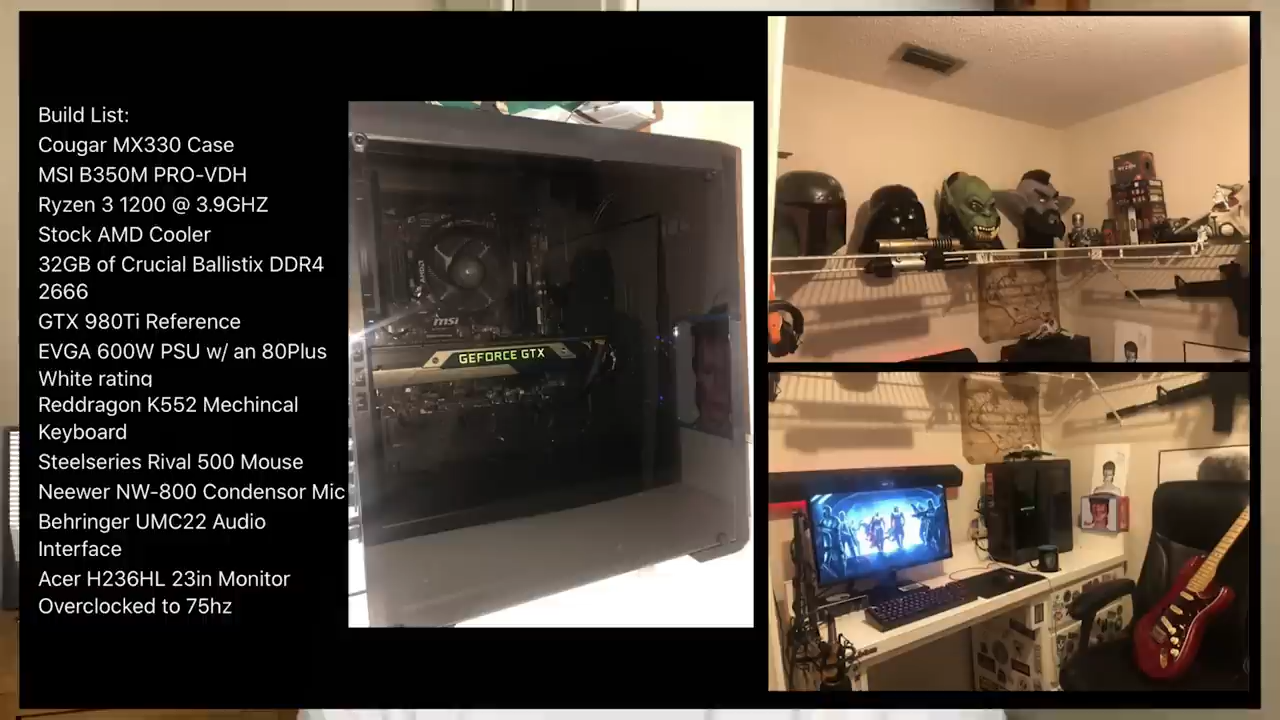 Build List:
Cougar MX330 Case
MSI B350M PRO-VDH
Ryzen 3 1200 @ 3.9GHZ
Stock AMD Cooler
32GB of Crucial Ballistix DDR4
2666
GTX 980Ti Reference
EVGA 600W PSU w/ an 80Plus
White rating
Reddragon K552 Mechincal
Keyboard
Steelseries Rival 500 Mouse
Neewer NW-800 Condensor Mic
Behringer UMC22 Audio
Interface
Acer H236HL 23in Monitor
Overclocked to 75hz
AMD
msi
GEFORCE GTX
RYZEN